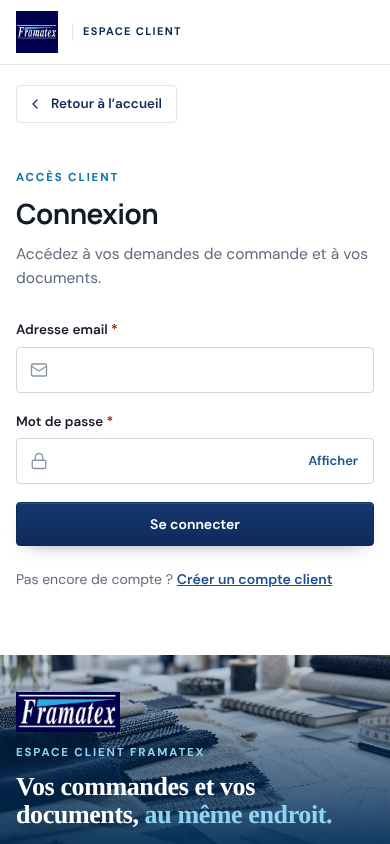 Framatex
ESPACE CLIENT
Retour à l’accueil
ACCÈS CLIENT
Connexion
Accédez à vos demandes de commande et à vos
documents.
Adresse email *
Mot de passe *
Afficher
Se connecter
Pas encore de compte ? Créer un compte client
Framatex
ESPACE CLIENT FRAMATEX
Vos commandes et vos
documents, au même endroit.